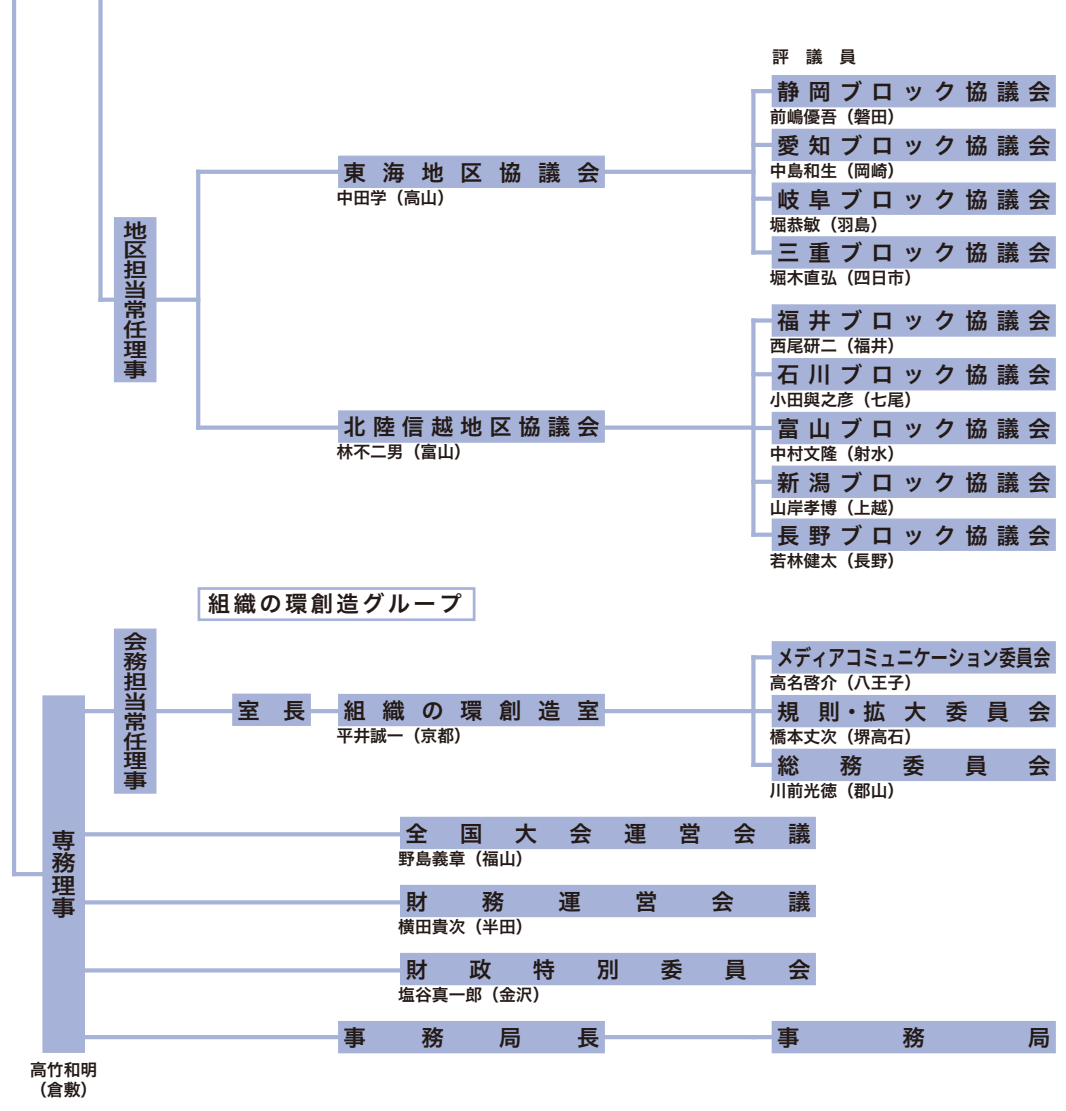 評議員
静岡ブロック協議会
前嶋優吾（磐田）
愛知ブロック協議会
中島和生（岡崎）
東海地区協議会
中田学（高山）
岐阜ブロック協議会
堀恭敏（羽島）
三重ブロック協議会
堀木直弘（四日市）
地区担当常任理事
福井ブロック協議会
西尾研二（福井）
石川ブロック協議会
小田與之彦（七尾）
北陸信越地区協議会
林不二男（富山）
富山ブロック協議会
中村文隆（射水）
新潟ブロック協議会
山岸孝博（上越）
長野ブロック協議会
若林健太（長野）
組織の環創造グループ
会務担当常任理事
室長
組織の環創造室
平井誠一（京都）
メディアコミュニケーション委員会
高名啓介（八王子）
規則・拡大委員会
橋本丈次（堺高石）
総務委員会
川前光徳（郡山）
専務理事
高竹和明
（倉敷）
全国大会運営会議
野島義章（福山）
財務運営会議
横田貴次（半田）
財政特別委員会
塩谷真一郎（金沢）
事務局長
事務局